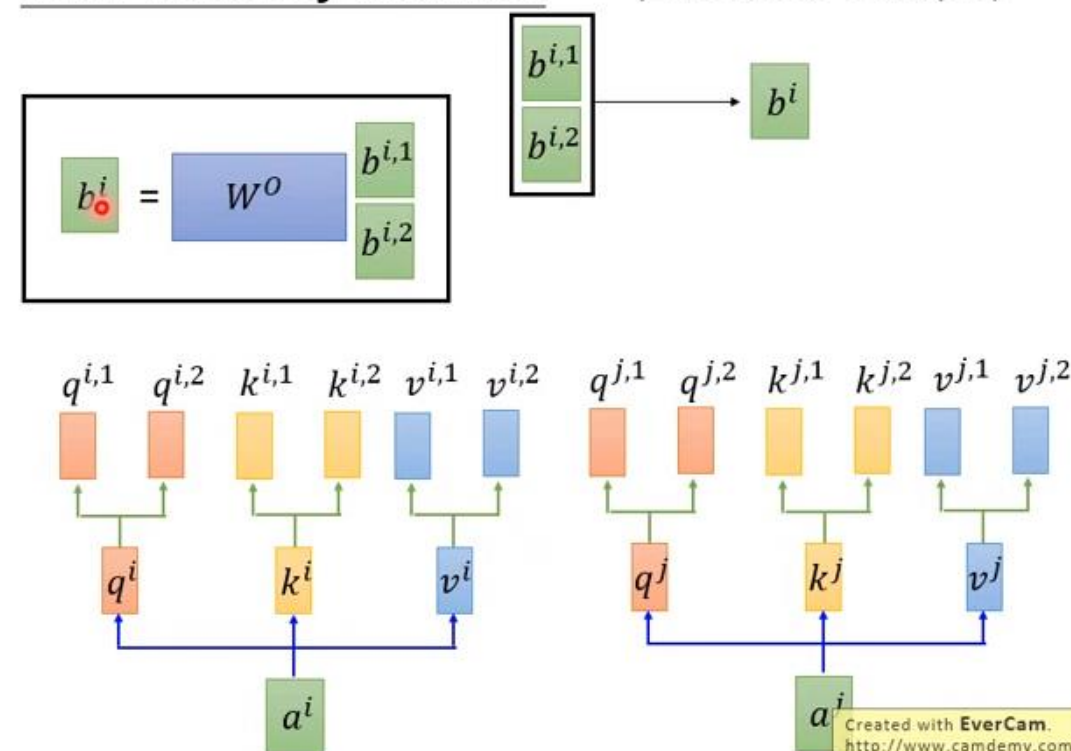 b^{i,1}
b^{i,2}
b^i
b^i = W^O
b^{i,1}
b^{i,2}
q^{i,1} q^{i,2} k^{i,1} k^{i,2} v^{i,1} v^{i,2} q^{j,1} q^{j,2} k^{j,1} k^{j,2} v^{j,1} v^{j,2}
q^i k^i v^i q^j k^j v^j
a^i a^j
Created with EverCam.
http://www.camdemy.com